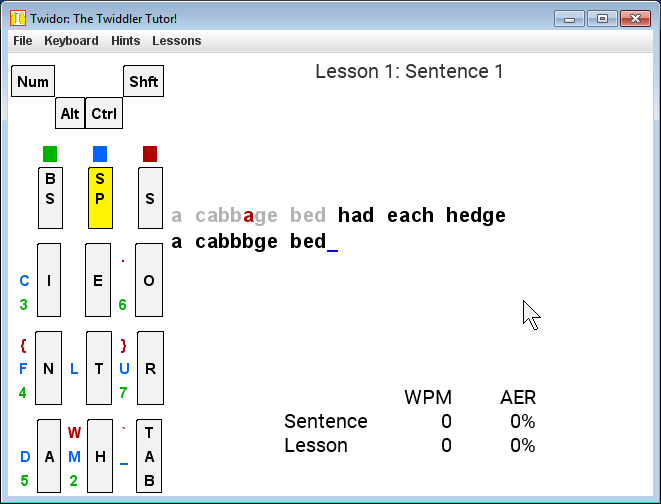 Twidor: The Twiddler Tutor!
File Keyboard Hints Lessons
Num Shft
Alt Ctrl
Lesson 1: Sentence 1
BS SP S
a cabbage bed had each hedge
a cabbbge bed_
C I E . O
3 6
{ }
F N L T U R
4 7
W ` TAB
D A M H _
5 2
WPM AER
Sentence 0 0%
Lesson 0 0%